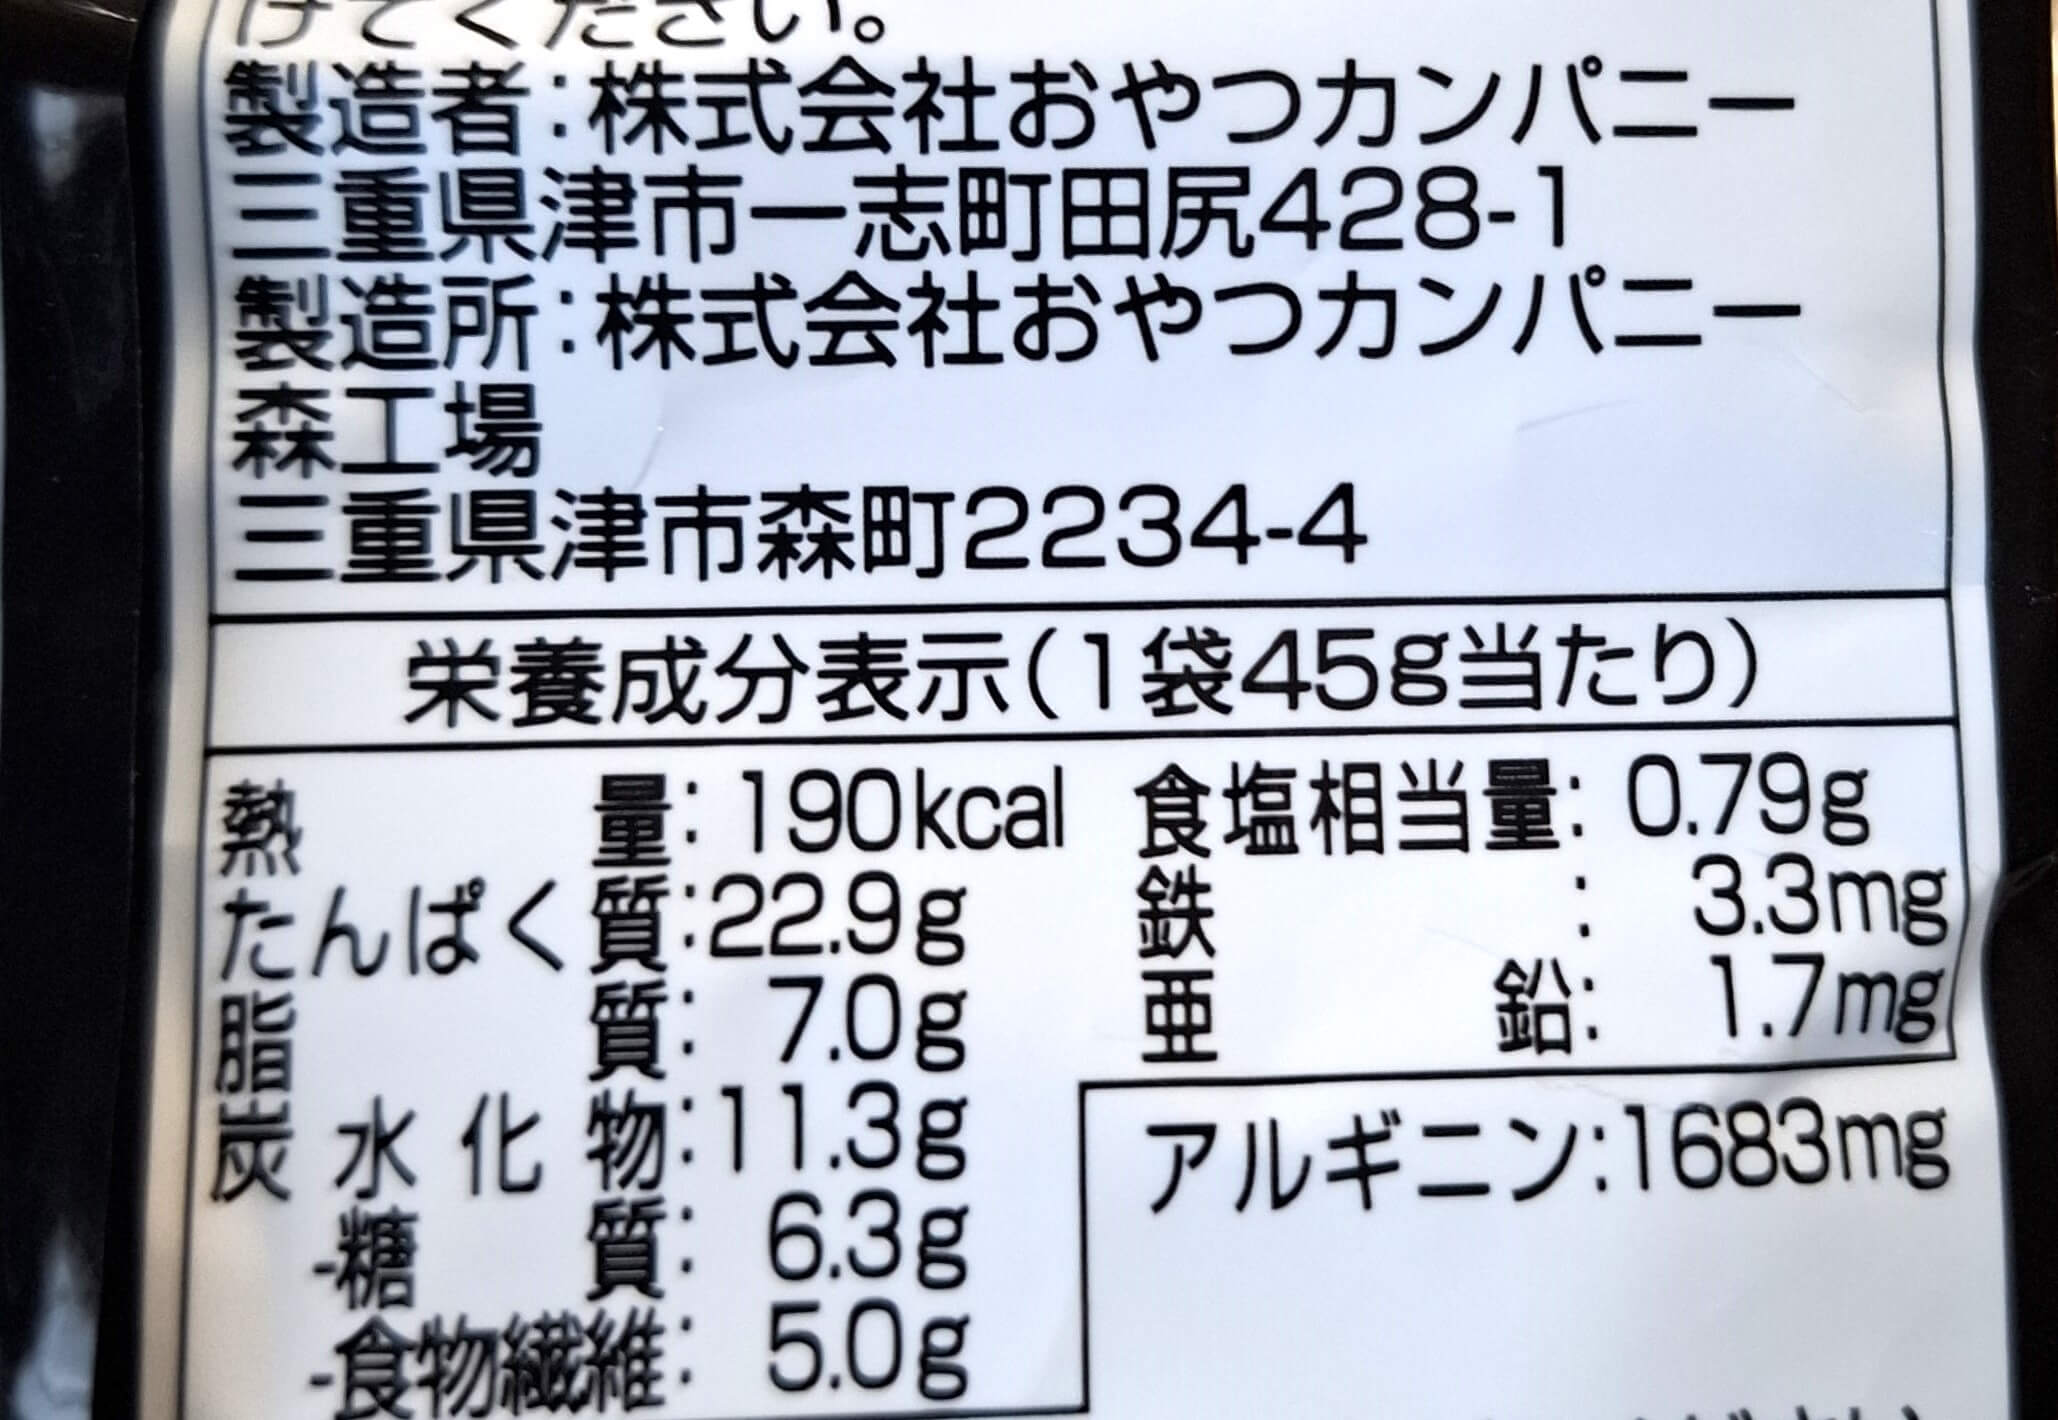 けてください。
製造者:株式会社おやつカンパニー
三重県津市一志町田尻428-1
製造所:株式会社おやつカンパニー
森工場
三重県津市森町2234-4
栄養成分表示(1袋45g当たり)
熱量:190kcal
たんぱく質:22.9g
脂質:7.0g
炭水化物:11.3g
-糖質:6.3g
-食物繊維:5.0g
食塩相当量:0.79g
鉄:3.3mg
亜鉛:1.7mg
アルギニン:1683mg